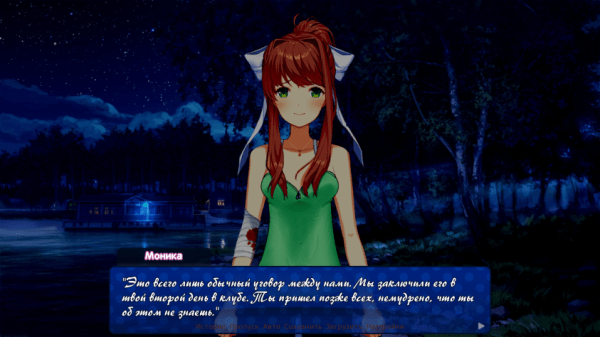 Моника
"Это всего лишь обычный уговор между нами. Мы заключили его в
твой второй день в клубе. Ты пришел позже всех, немудрено, что ты
об этом не знаешь."